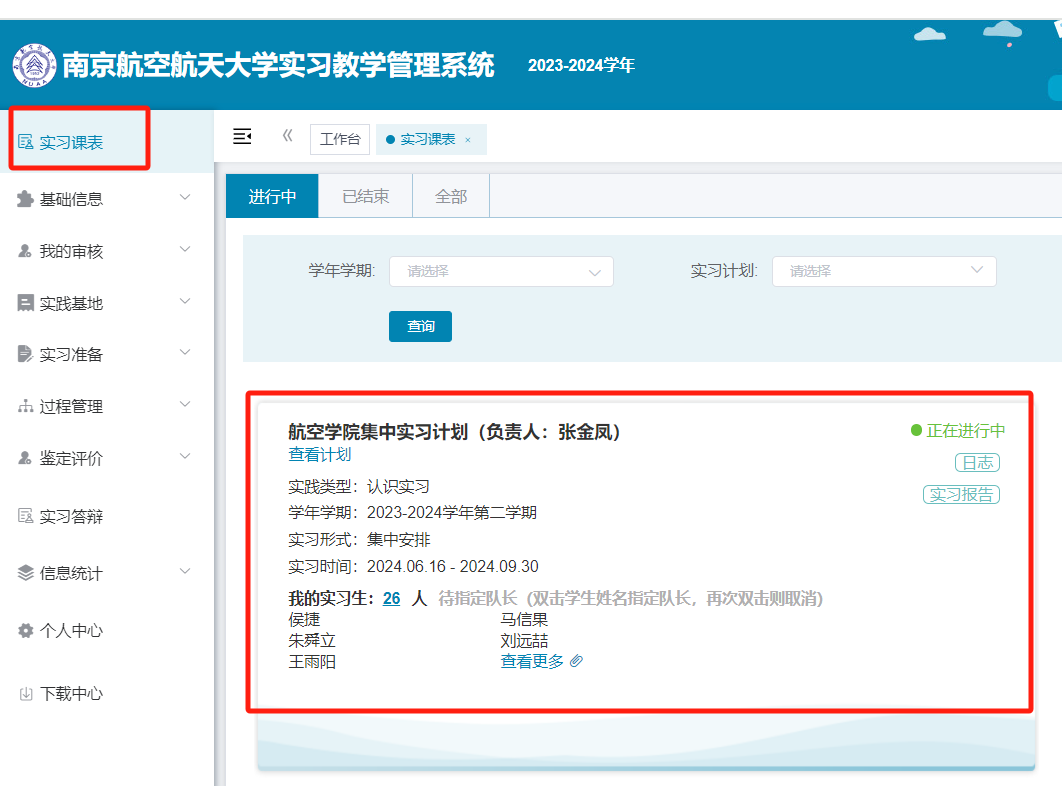 南京航空航天大学实习教学管理系统 2023-2024学年
实习课表
基础信息
我的审核
实践基地
实习准备
过程管理
鉴定评价
实习答辩
信息统计
个人中心
下载中心
工作台 实习课表 ×
进行中 已结束 全部
学年学期: 请选择 实习计划: 请选择
查询
航空学院集中实习计划（负责人：张金凤） 正在进行中
查看计划 日志
实践类型：认识实习 实习报告
学年学期：2023-2024学年第二学期
实习形式：集中安排
实习时间：2024.06.16 - 2024.09.30
我的实习生：26 人 待指定队长（双击学生姓名指定队长，再次双击则取消）
侯捷 马信果
朱舜立 刘远喆
王雨阳 查看更多